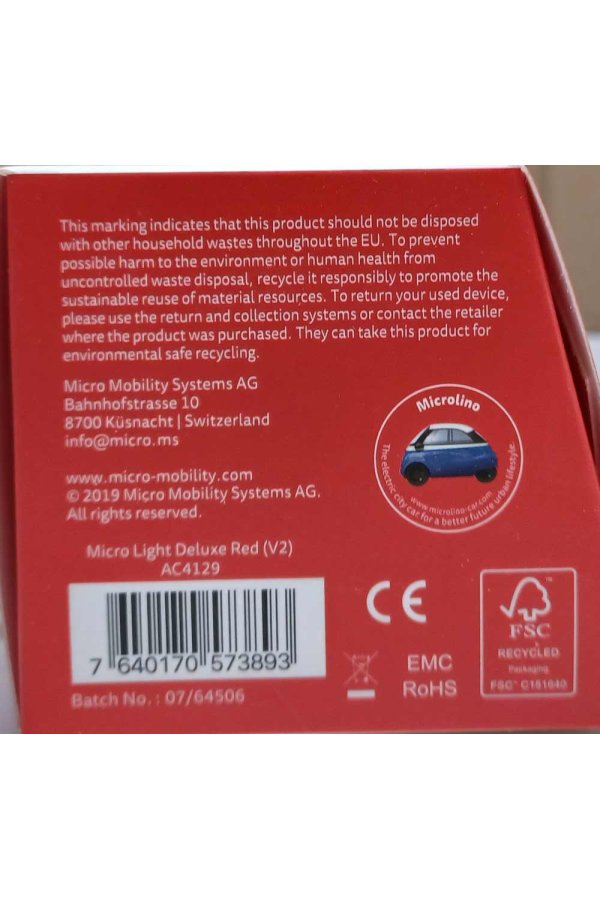 This marking indicates that this product should not be disposed
with other household wastes throughout the EU. To prevent
possible harm to the environment or human health from
uncontrolled waste disposal, recycle it responsibly to promote the
sustainable reuse of material resources. To return your used device,
please use the return and collection systems or contact the retailer
where the product was purchased. They can take this product for
environmental safe recycling.
Micro Mobility Systems AG
Bahnhofstrasse 10
8700 Küsnacht | Switzerland
info@micro.ms
www.micro-mobility.com
© 2019 Micro Mobility Systems AG.
All rights reserved.
Microlino
www.microlino-car.com
The electric city car for a better future urban lifestyle
Micro Light Deluxe Red (V2)
AC4129
7 640170 573893
Batch No. : 07/64506
CE
EMC
RoHS
FSC
RECYCLED
Packaging
FSC™ C151640